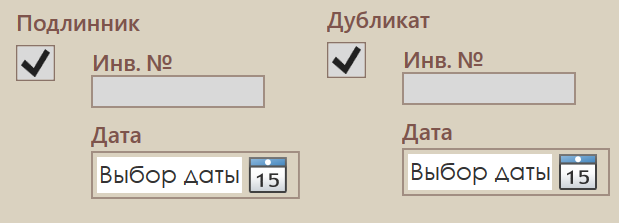 Подлинник
Инв. №
Дата
Выбор даты 15
Дубликат
Инв. №
Дата
Выбор даты 15